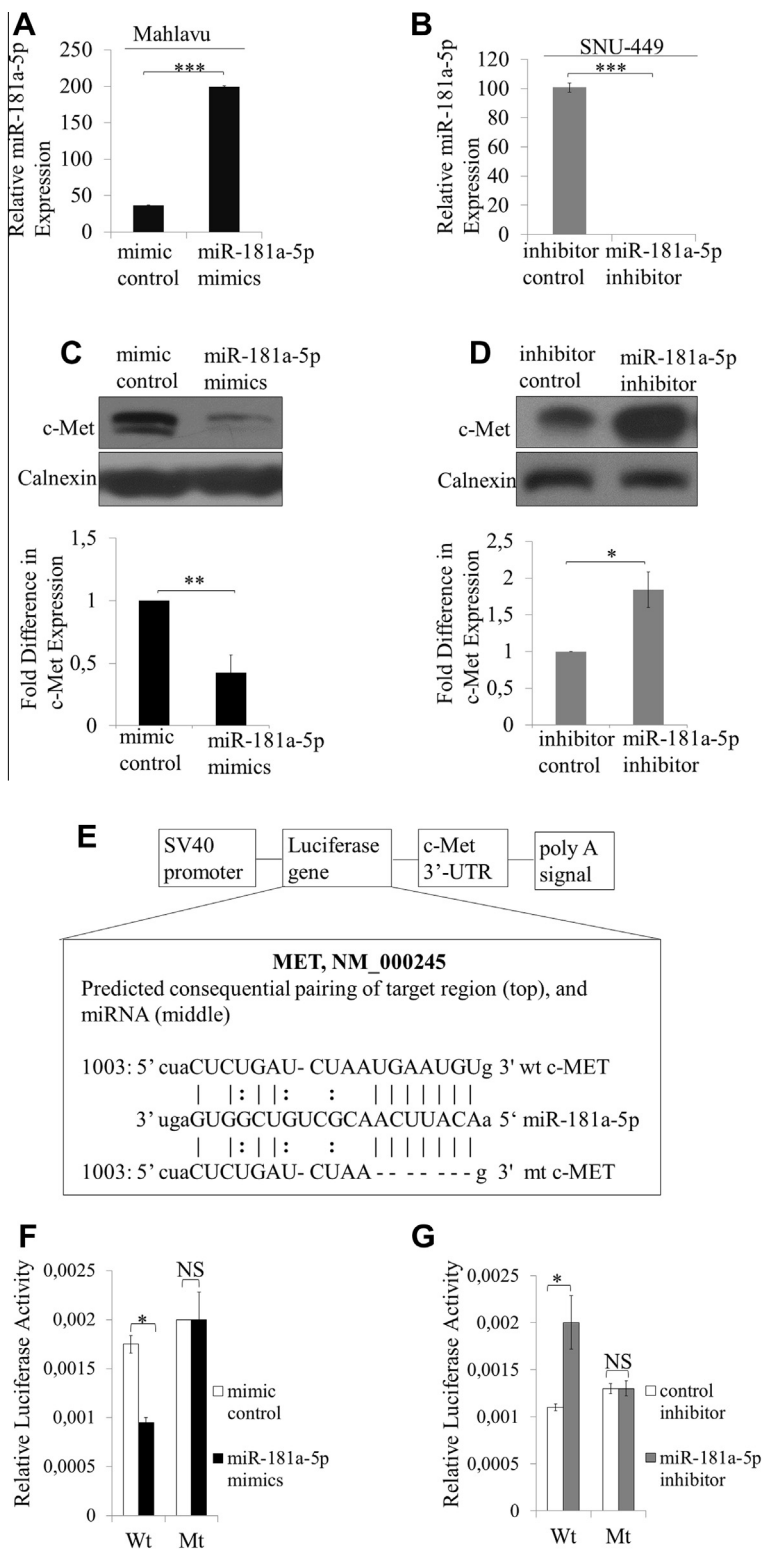 A
Mahlavu
Relative miR-181a-5p
Expression
250
200
150
100
50
0
***
mimic
control
miR-181a-5p
mimics
B
SNU-449
Relative miR-181a-5p
Expression
120
100
80
60
40
20
0
***
inhibitor
control
miR-181a-5p
inhibitor
C
mimic
control
miR-181a-5p
mimics
c-Met
Calnexin
Fold Difference in
c-Met Expression
1,5
1
0,5
0
**
mimic
control
miR-181a-5p
mimics
D
inhibitor
control
miR-181a-5p
inhibitor
c-Met
Calnexin
Fold Difference in
c-Met Expression
2,5
2
1,5
1
0,5
0
*
inhibitor
control
miR-181a-5p
inhibitor
E
SV40
promoter
Luciferase
gene
c-Met
3’-UTR
poly A
signal
MET, NM_000245
Predicted consequential pairing of target region (top), and
miRNA (middle)
1003: 5’ cuaCUCUGAU- CUAAUGAAUGUg 3' wt c-MET
| |:||: : |||||||
3’ugaGUGGCUGUCGCAACUUACAa 5‘ miR-181a-5p
| |:||: : |||||||
1003: 5’ cuaCUCUGAU- CUAA- - - - - - -g 3' mt c-MET
F
Relative Luciferase Activity
0,0025
0,002
0,0015
0,001
0,0005
0
*
NS
Wt
Mt
mimic
control
miR-181a-5p
mimics
G
Relative Luciferase Activity
0,0025
0,002
0,0015
0,001
0,0005
0
*
NS
Wt
Mt
control
inhibitor
miR-181a-5p
inhibitor